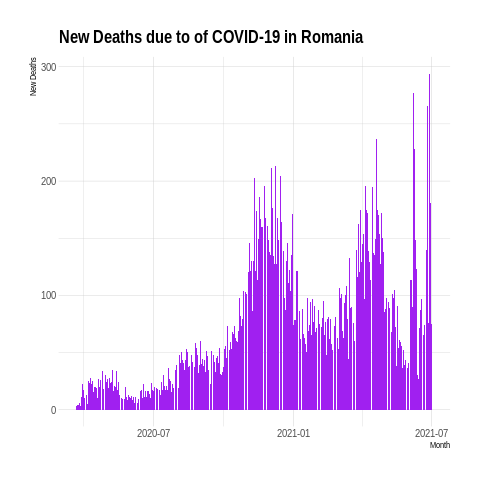 New Deaths due to of COVID-19 in Romania
New Deaths
300
200
100
0
2020-07
2021-01
2021-07
Month